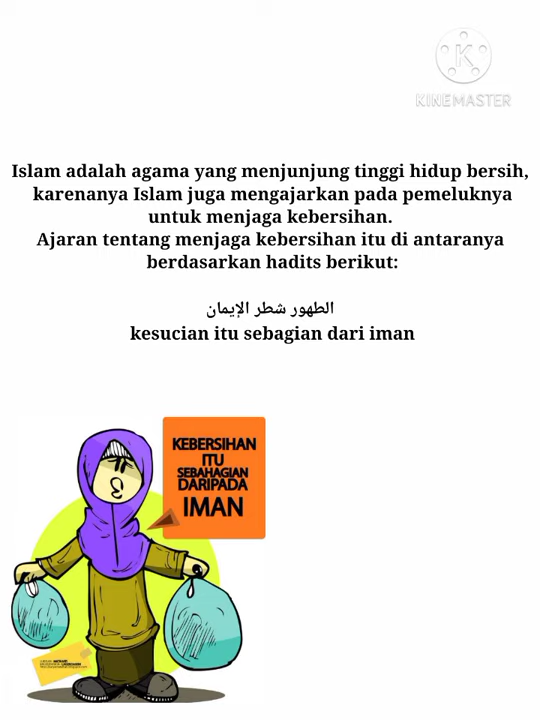 KINEMASTER
Islam adalah agama yang menjunjung tinggi hidup bersih,
karenanya Islam juga mengajarkan pada pemeluknya
untuk menjaga kebersihan.
Ajaran tentang menjaga kebersihan itu di antaranya
berdasarkan hadits berikut:
الطهور شطر الإيمان
kesucian itu sebagian dari iman
KEBERSIHAN
ITU
SEBAHAGIAN
DARIPADA
IMAN